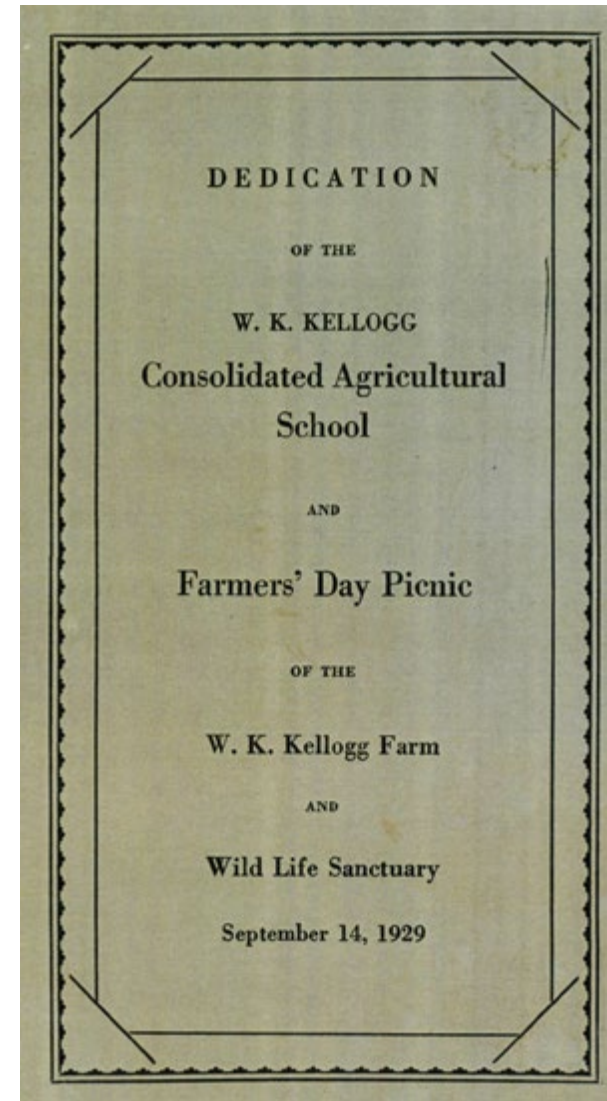 DEDICATION
OF THE
W. K. KELLOGG
Consolidated Agricultural
School
AND
Farmers' Day Picnic
OF THE
W. K. Kellogg Farm
AND
Wild Life Sanctuary
September 14, 1929